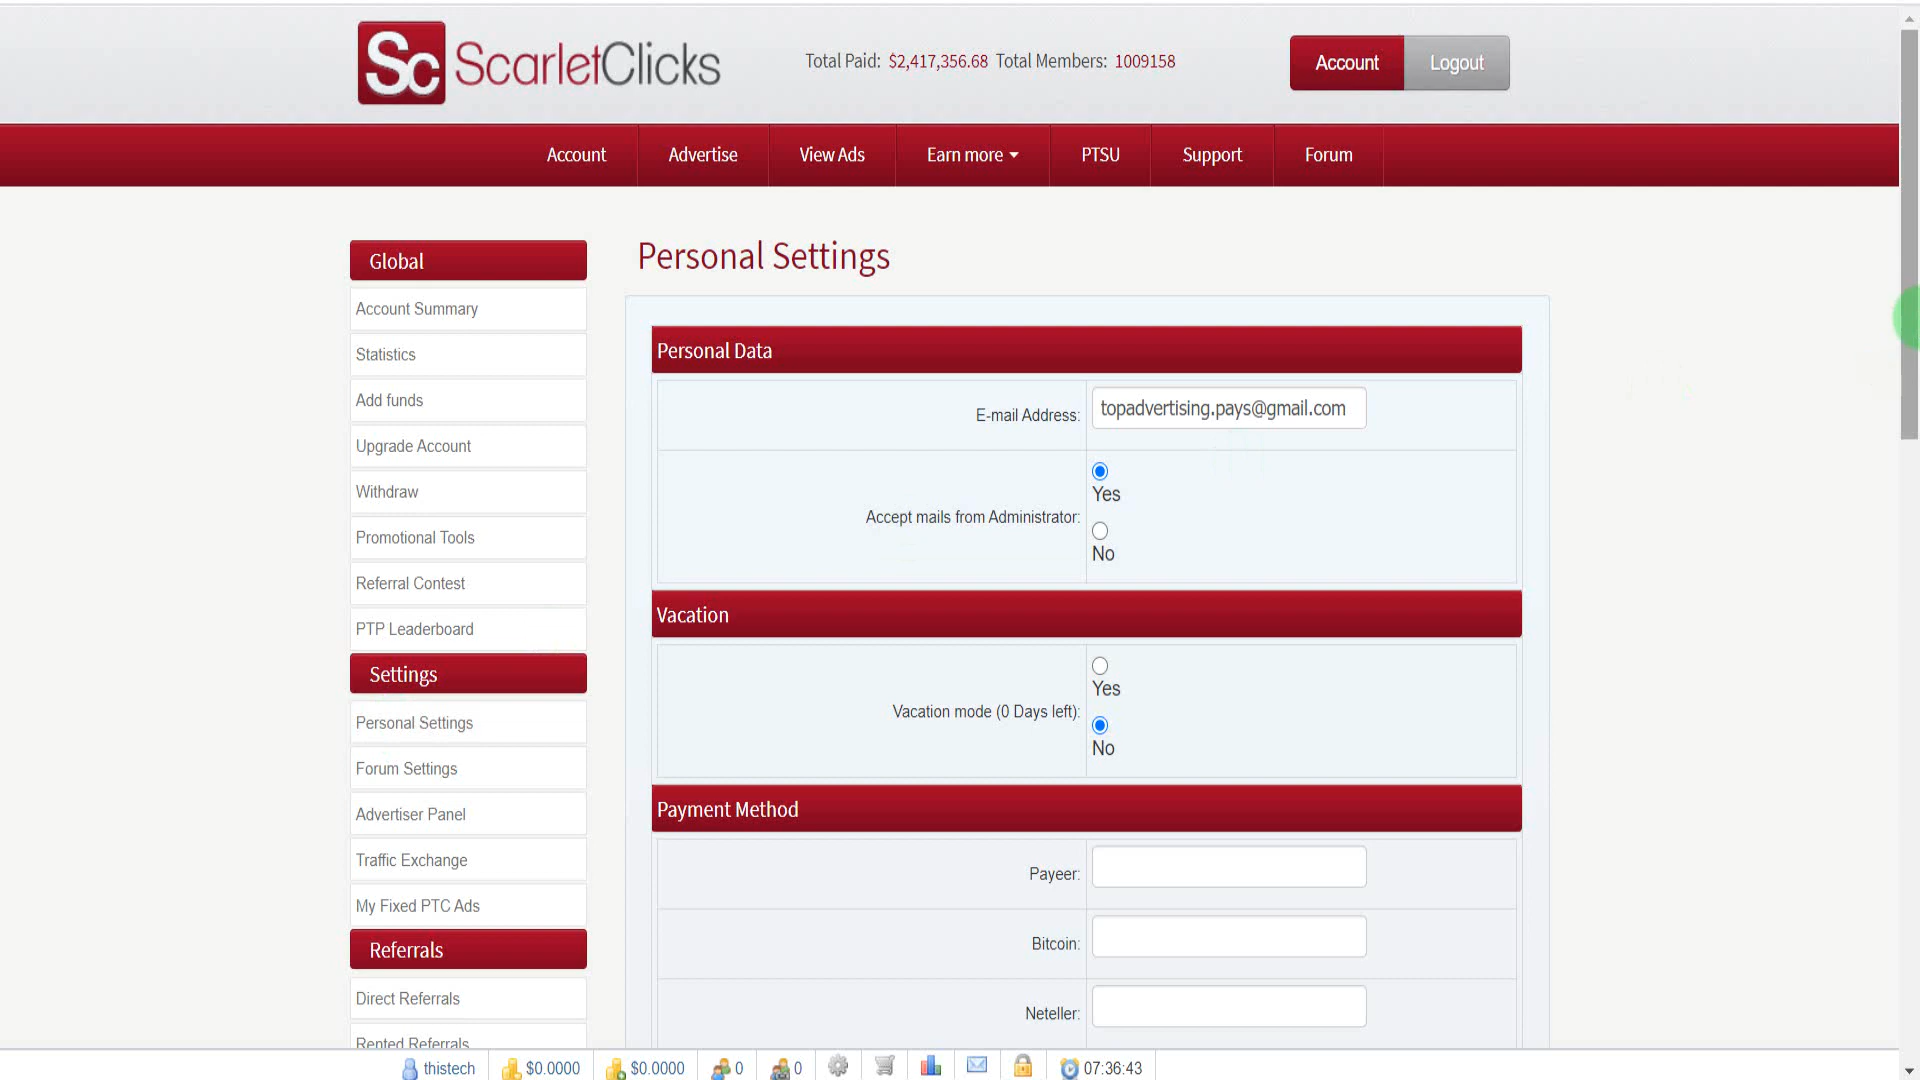 Sc ScarletClicks
Total Paid: $2,417,356.68 Total Members: 1009158
Account Logout
Account Advertise View Ads Earn more PTSU Support Forum
Global
Account Summary
Statistics
Add funds
Upgrade Account
Withdraw
Promotional Tools
Referral Contest
PTP Leaderboard
Settings
Personal Settings
Forum Settings
Advertiser Panel
Traffic Exchange
My Fixed PTC Ads
Referrals
Direct Referrals
Rented Referrals
Personal Settings
Personal Data
E-mail Address: topadvertising.pays@gmail.com
Accept mails from Administrator:
Yes
No
Vacation
Vacation mode (0 Days left):
Yes
No
Payment Method
Payeer:
Bitcoin:
Neteller:
thistech $0.0000 $0.0000 0 0 07:36:43